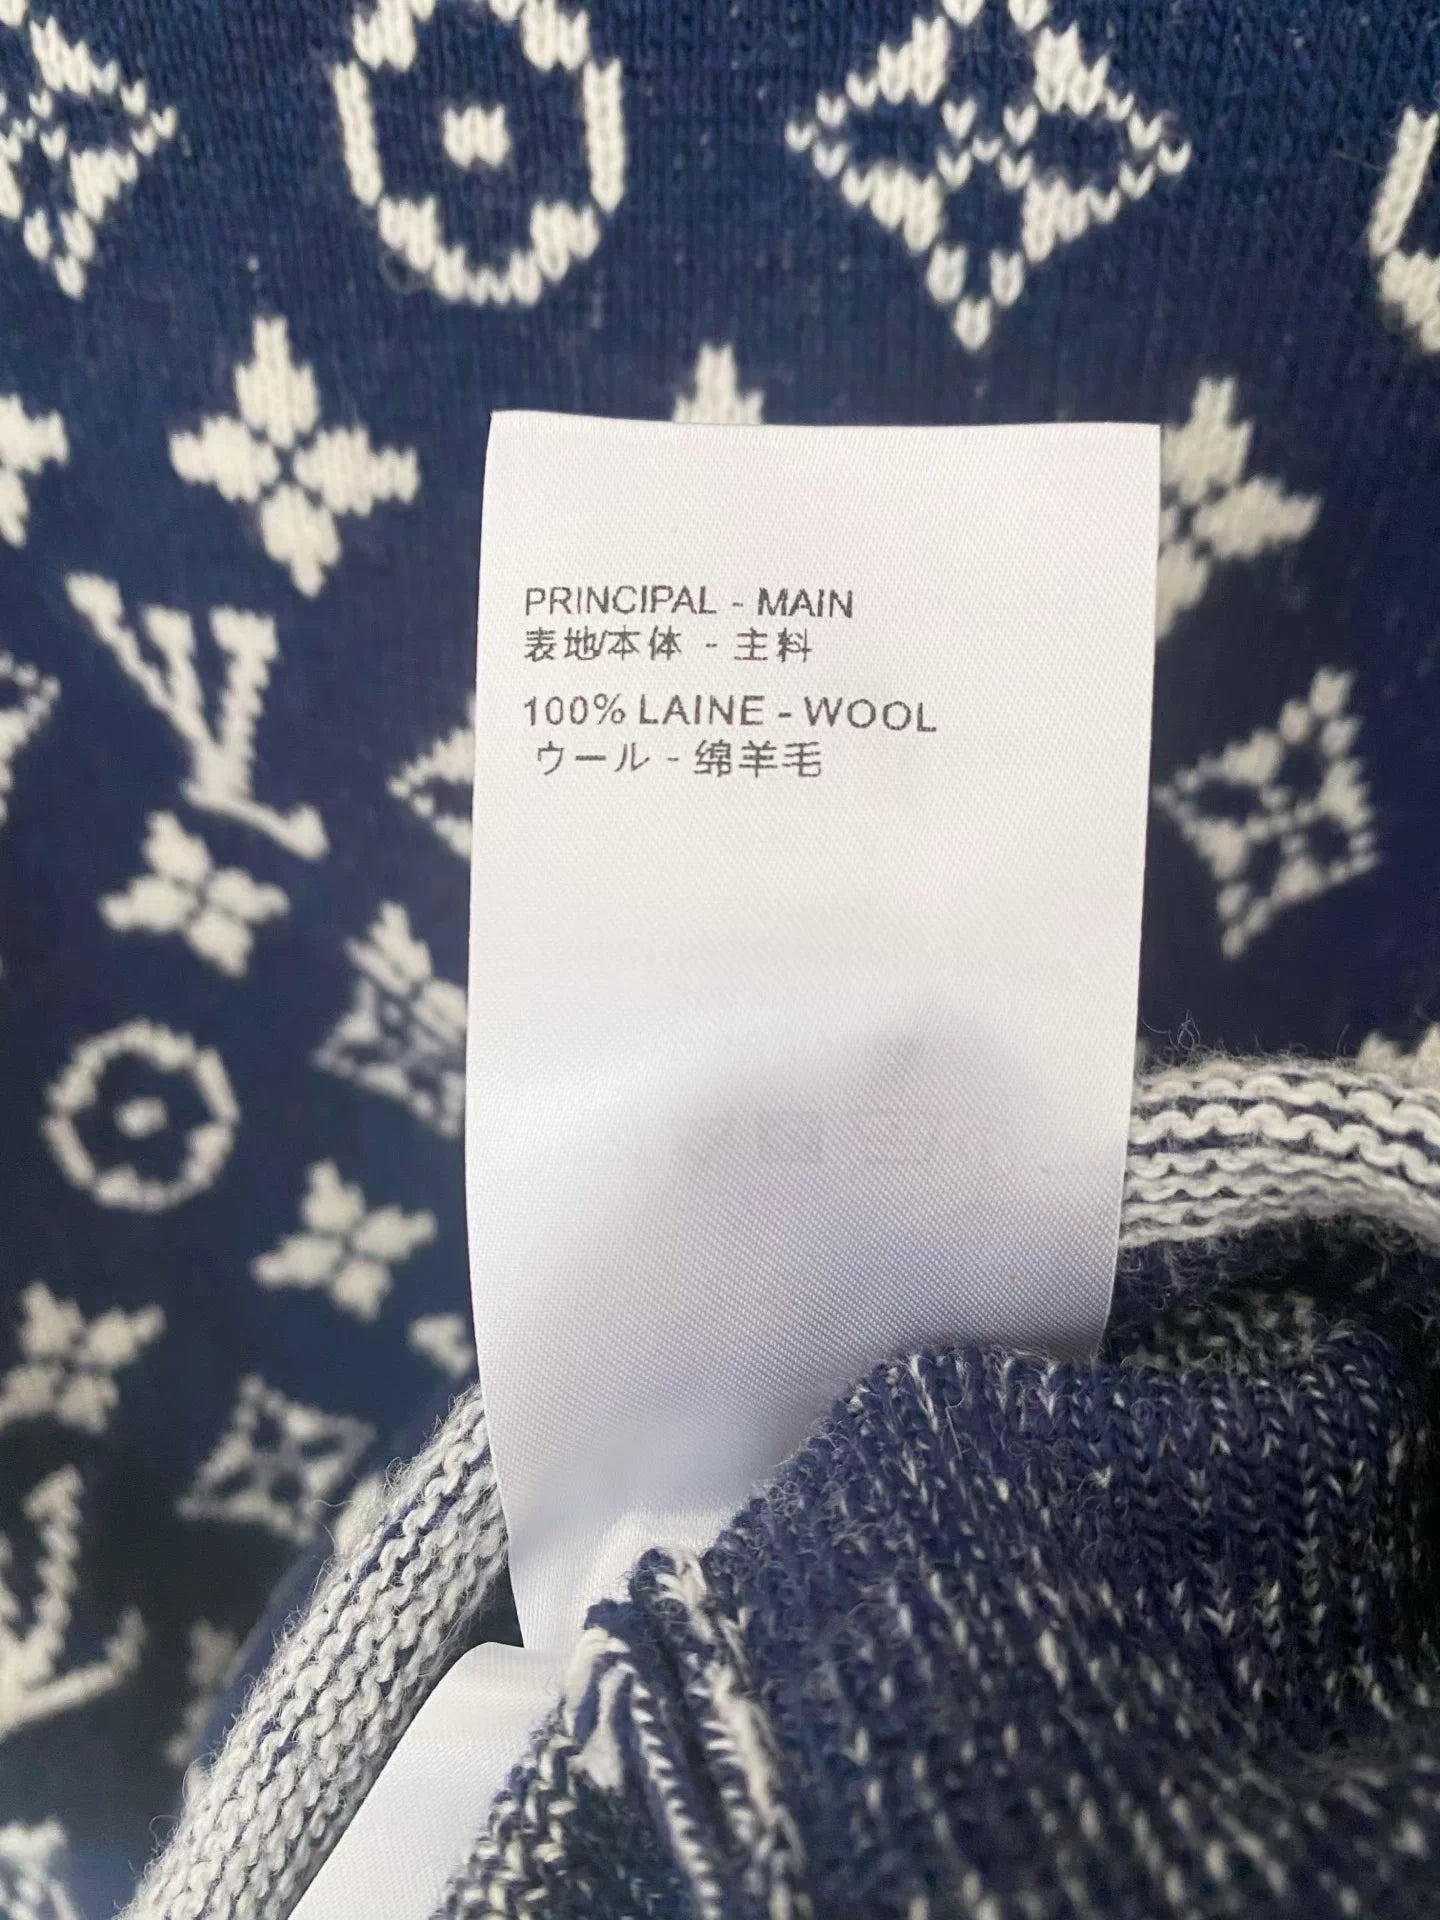 PRINCIPAL - MAIN
表地/本体 - 主料
100% LAINE - WOOL
ウール - 绵羊毛